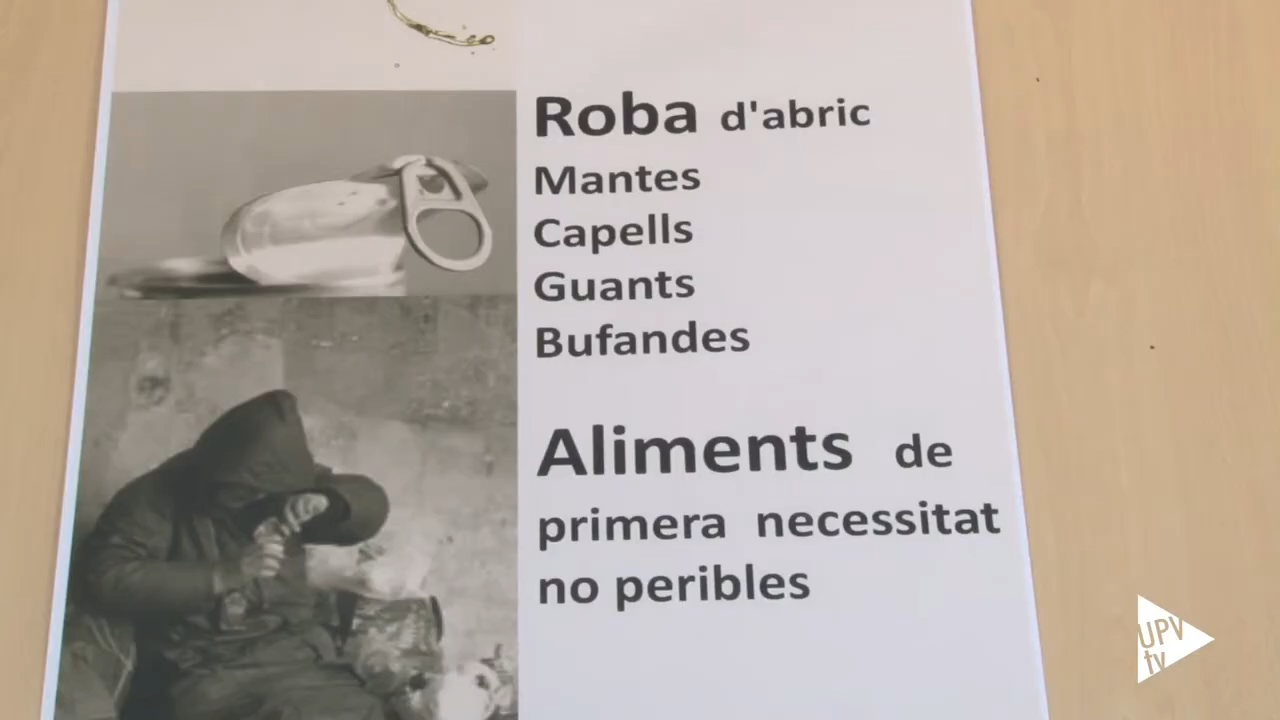 Roba d'abric
Mantes
Capells
Guants
Bufandes
Aliments de
primera necessitat
no peribles
UPV
tv